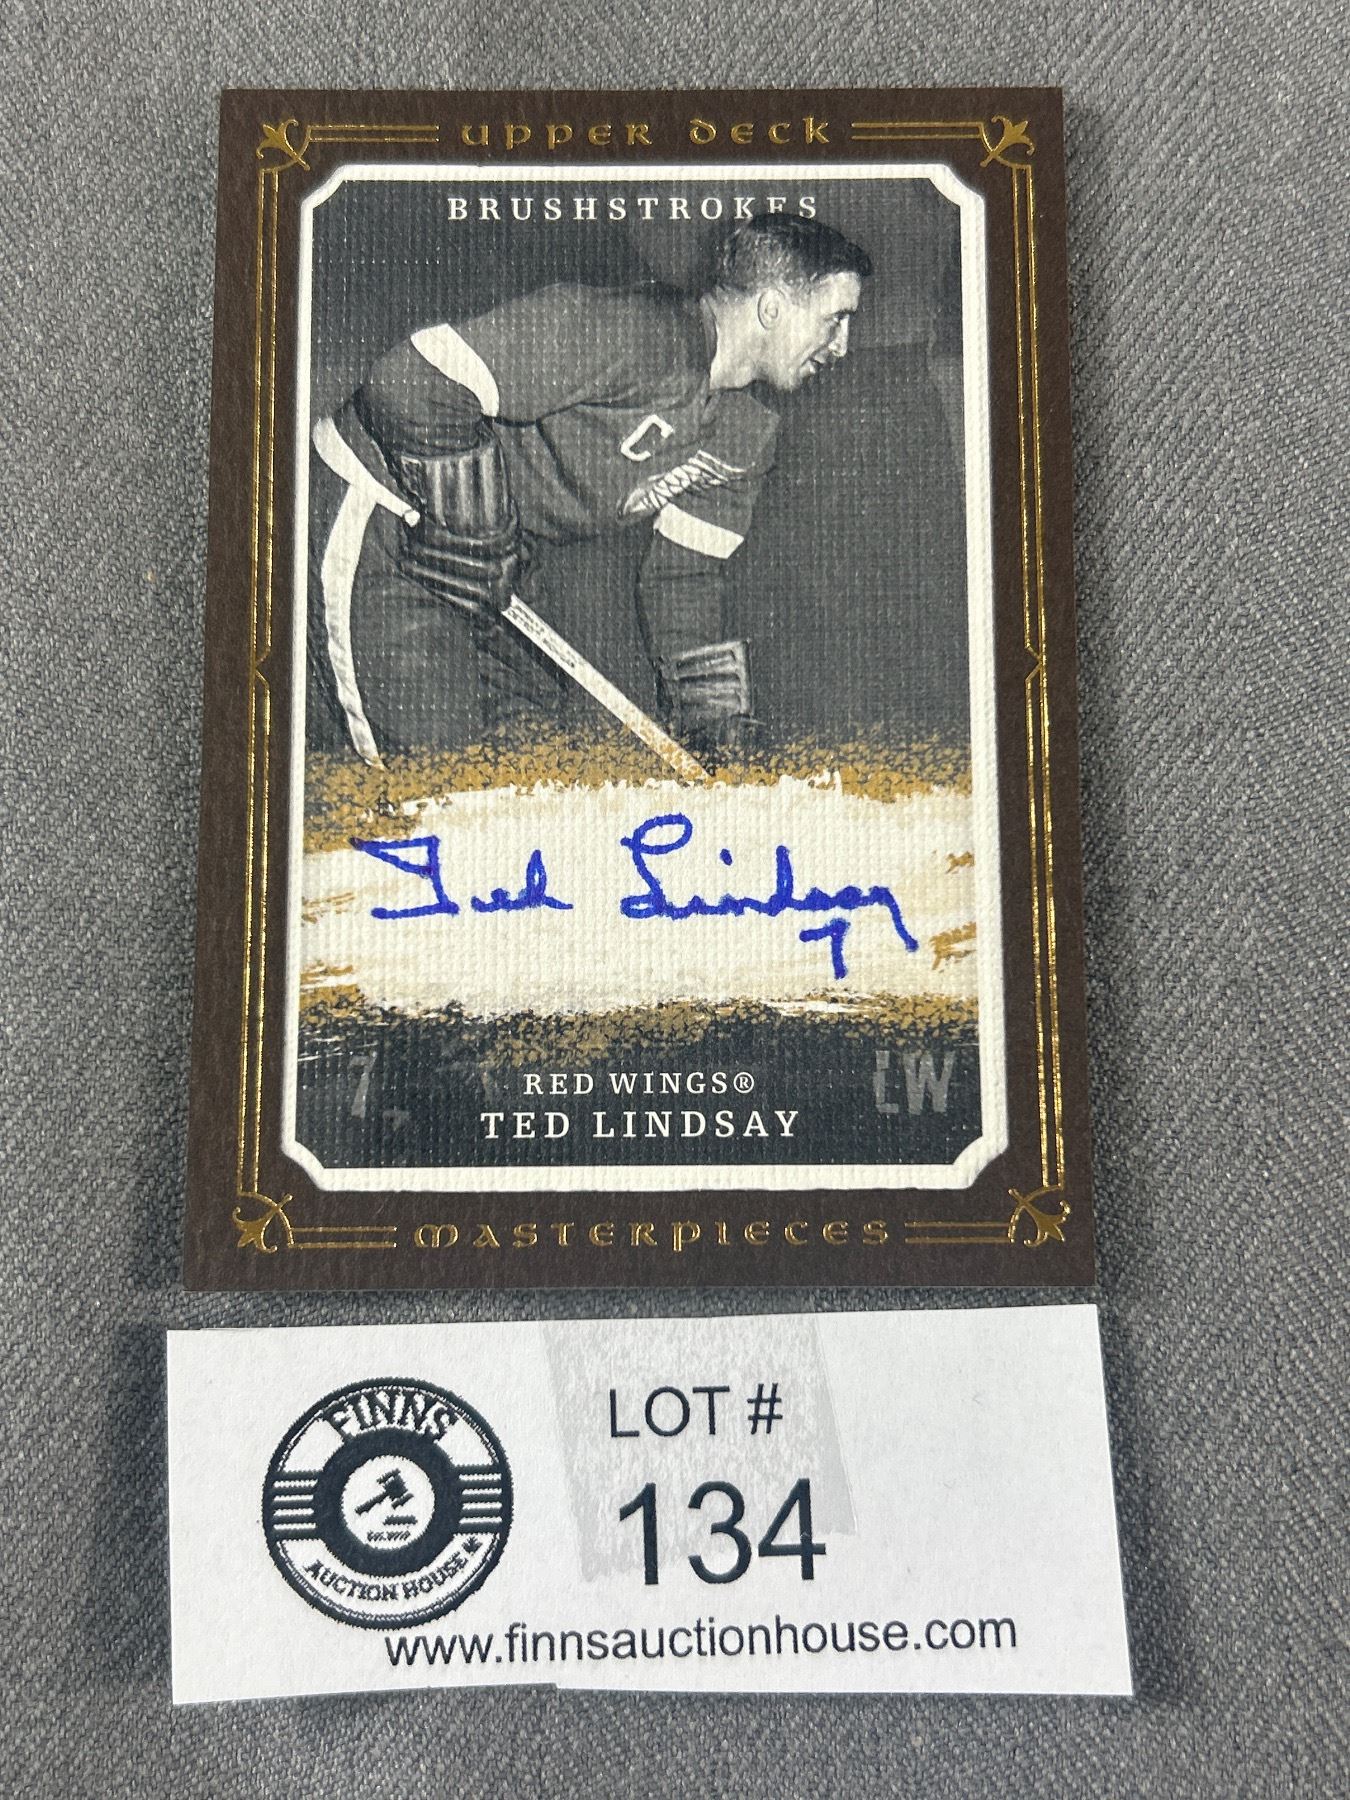 UPPER DECK
BRUSHSTROKES
C
Ted Lindsay
7
7
LW
RED WINGS®
TED LINDSAY
MASTERPIECES
FINNS
AUCTION HOUSE
LOT #
134
www.finnsauctionhouse.com